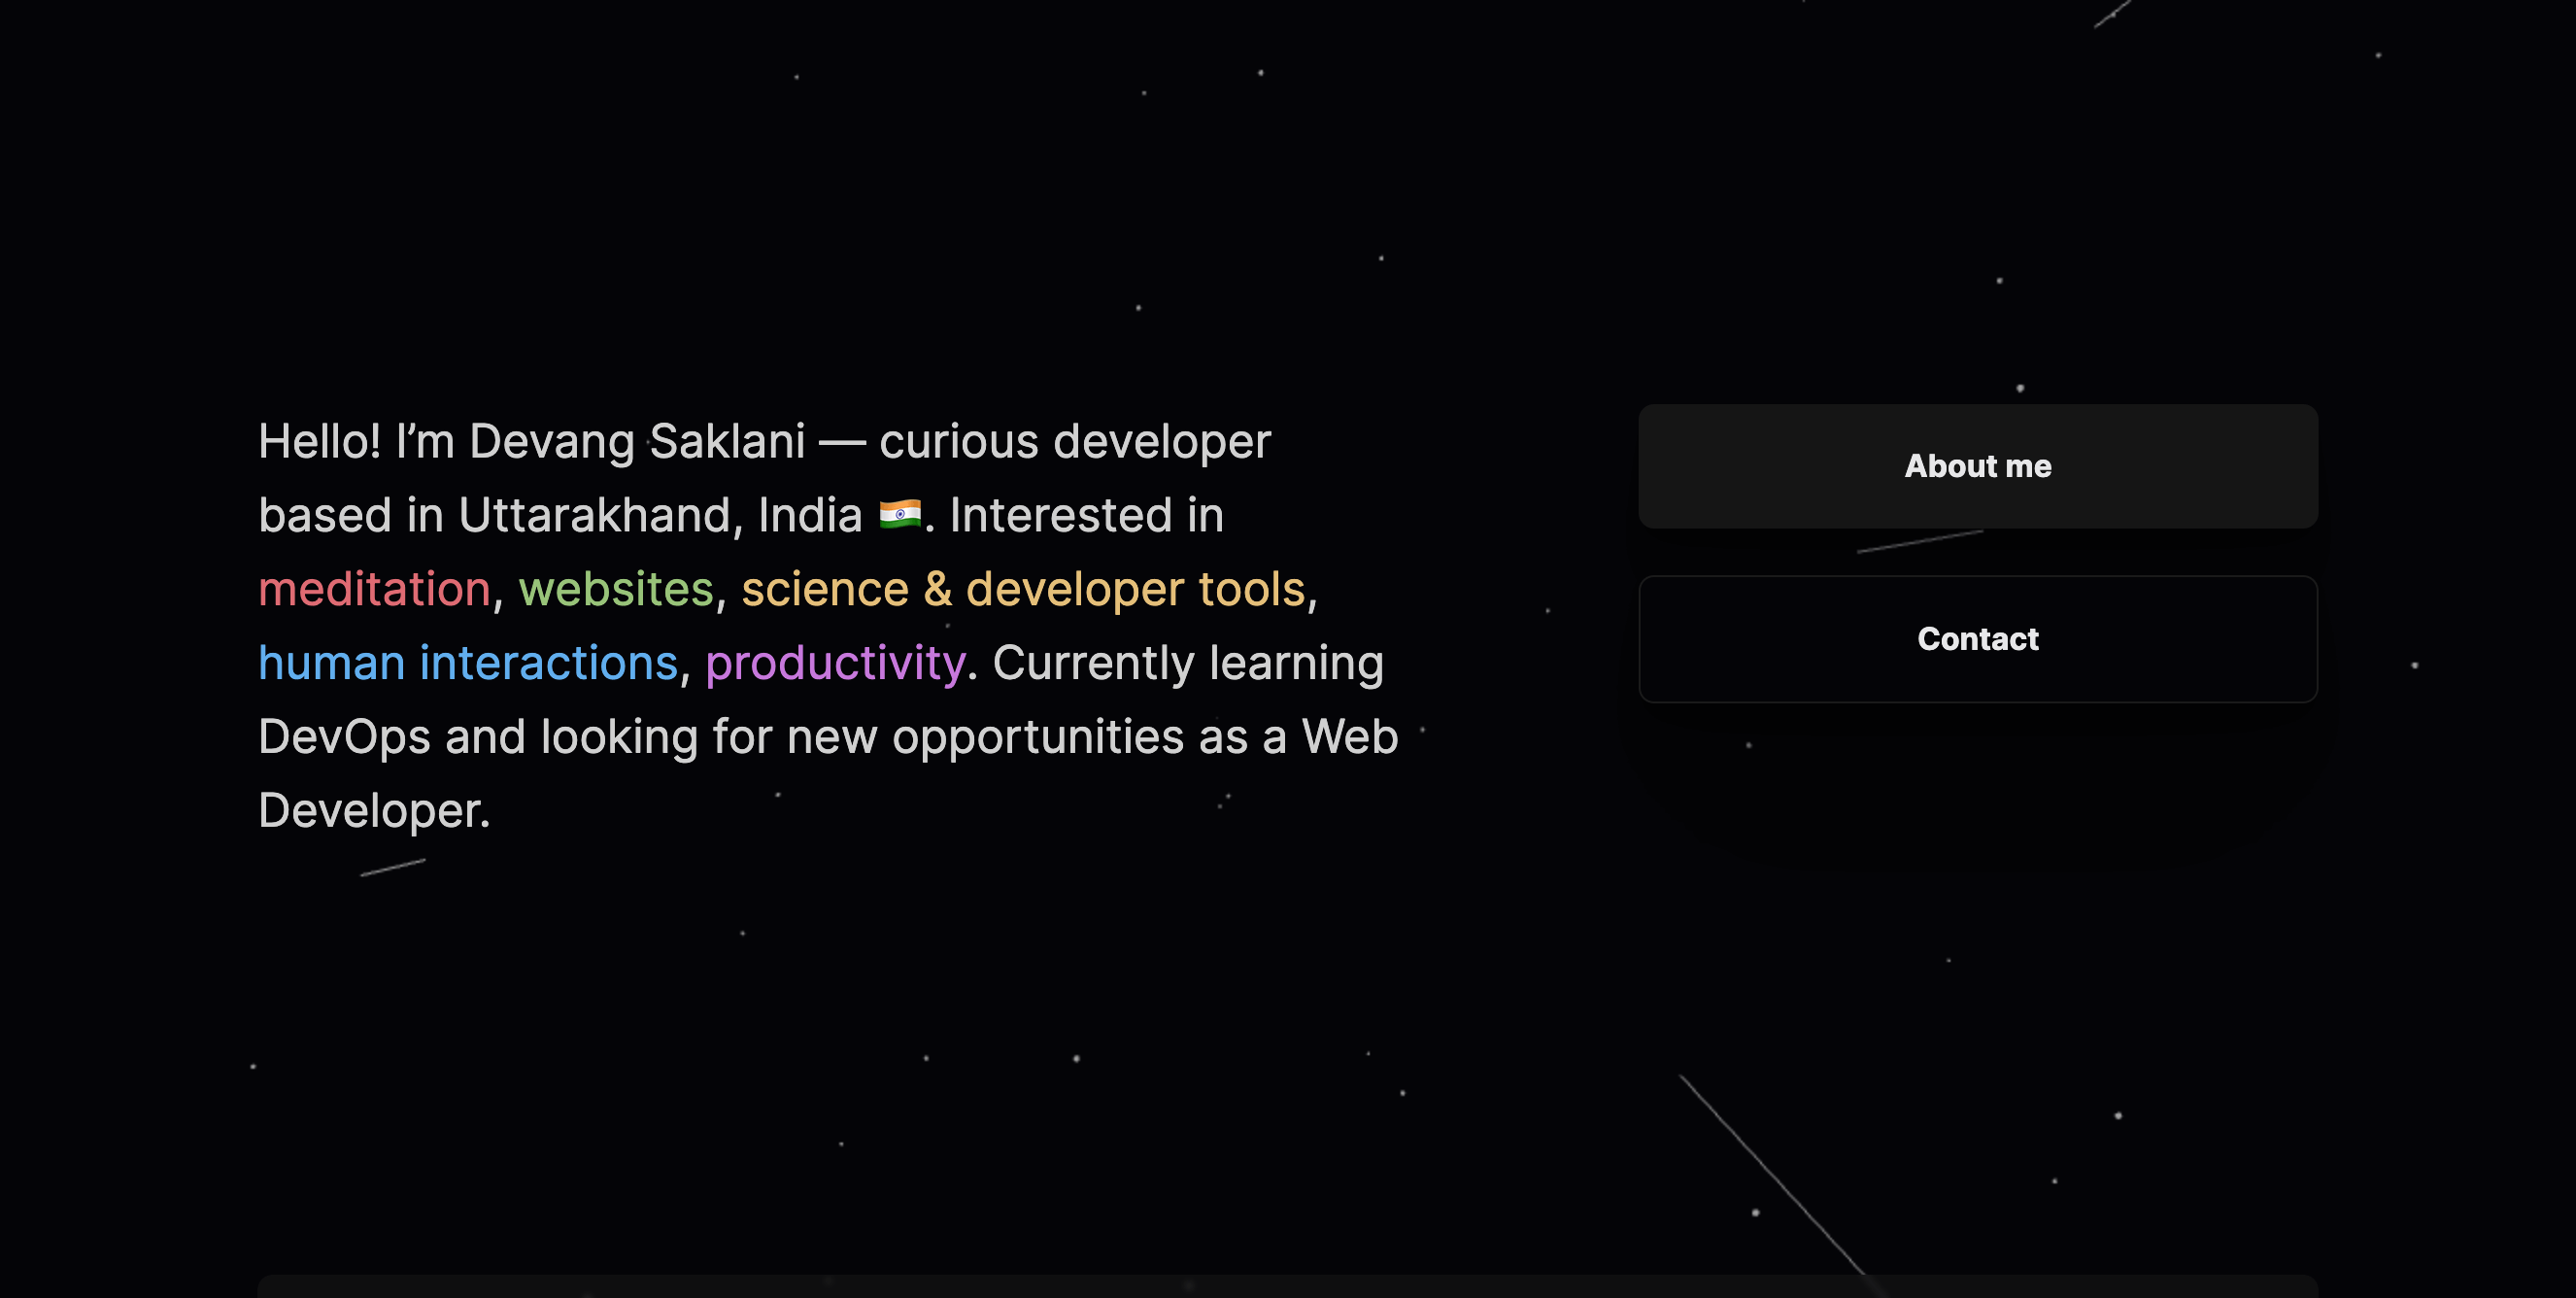 Hello! I’m Devang Saklani — curious developer
based in Uttarakhand, India 🇮🇳. Interested in
meditation, websites, science & developer tools,
human interactions, productivity. Currently learning
DevOps and looking for new opportunities as a Web
Developer.
About me
Contact